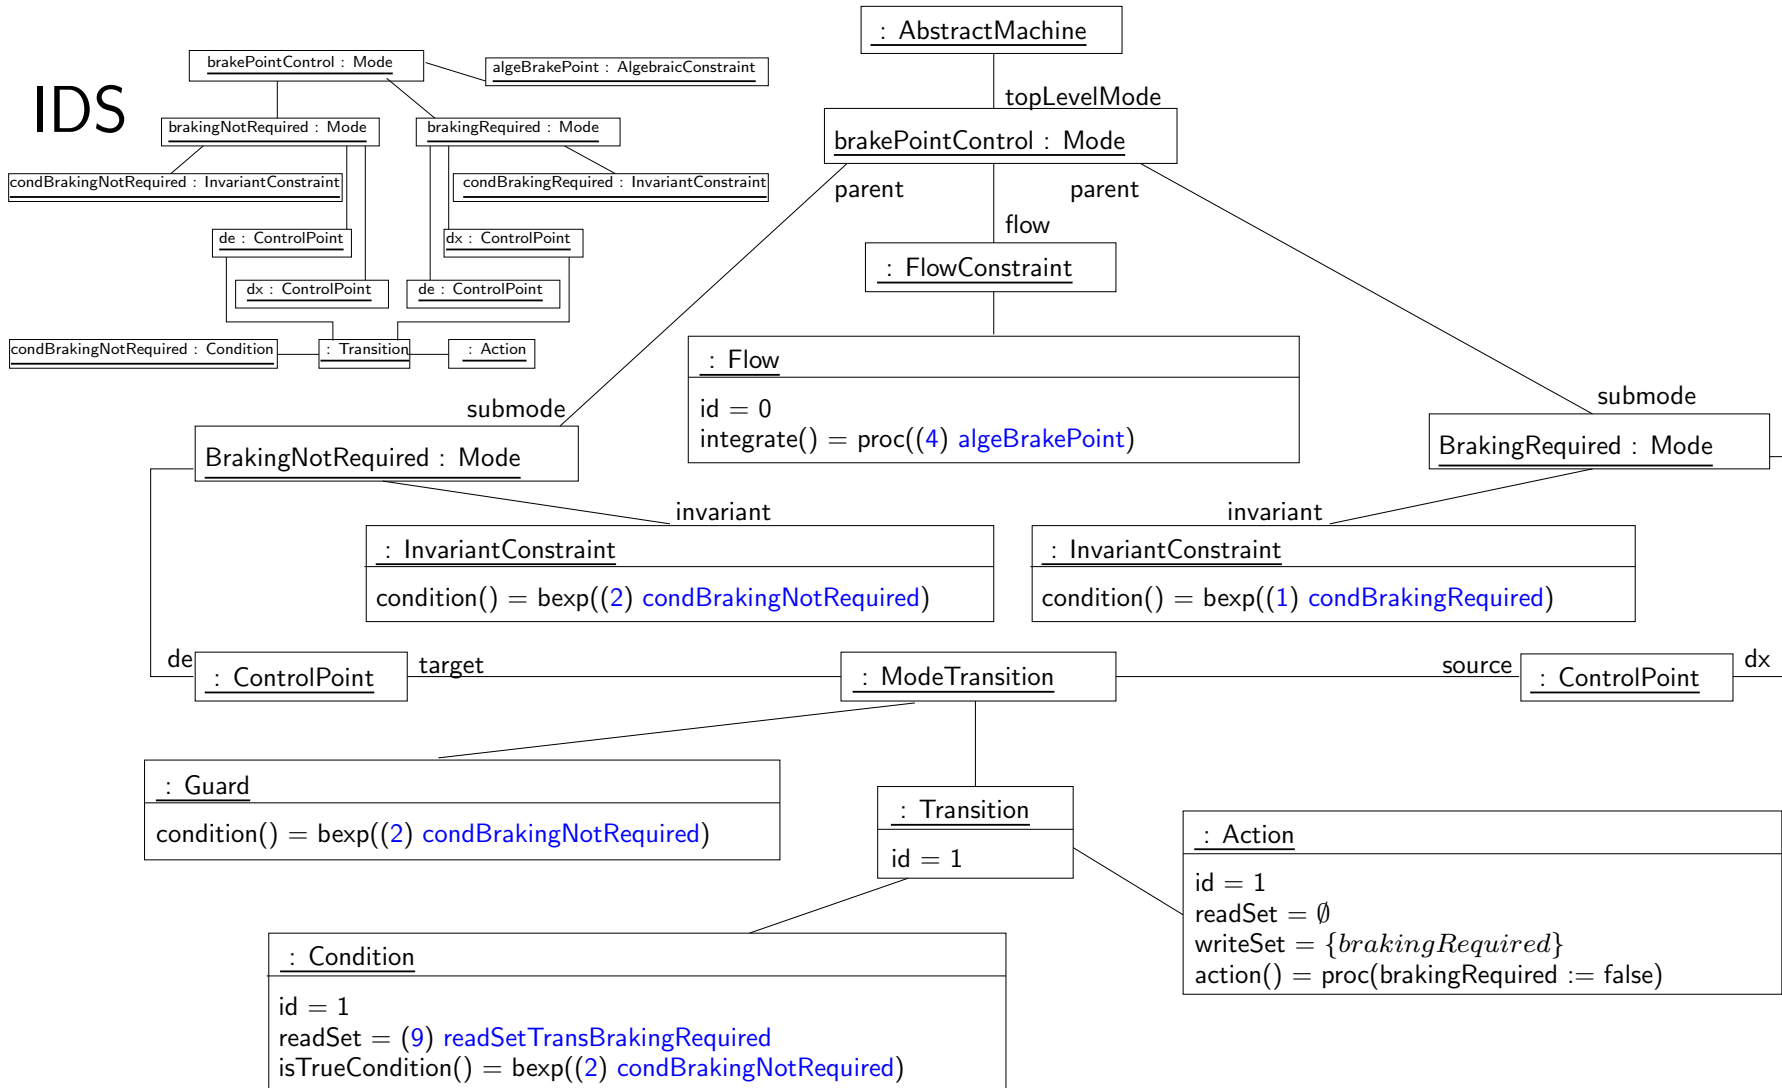 IDS
brakePointControl : Mode
algeBrakePoint : AlgebraicConstraint
brakingNotRequired : Mode
brakingRequired : Mode
condBrakingNotRequired : InvariantConstraint
condBrakingRequired : InvariantConstraint
de : ControlPoint
dx : ControlPoint
dx : ControlPoint
de : ControlPoint
condBrakingNotRequired : Condition
: Transition
: Action
: AbstractMachine
topLevelMode
brakePointControl : Mode
parent
parent
flow
: FlowConstraint
: Flow
id = 0
integrate() = proc((4) algeBrakePoint)
submode
submode
BrakingNotRequired : Mode
BrakingRequired : Mode
invariant
invariant
: InvariantConstraint
condition() = bexp((2) condBrakingNotRequired)
: InvariantConstraint
condition() = bexp((1) condBrakingRequired)
de
: ControlPoint
target
: ModeTransition
source
: ControlPoint
dx
: Guard
condition() = bexp((2) condBrakingNotRequired)
: Transition
id = 1
: Action
id = 1
readSet = ∅
writeSet = {brakingRequired}
action() = proc(brakingRequired := false)
: Condition
id = 1
readSet = (9) readSetTransBrakingRequired
isTrueCondition() = bexp((2) condBrakingNotRequired)